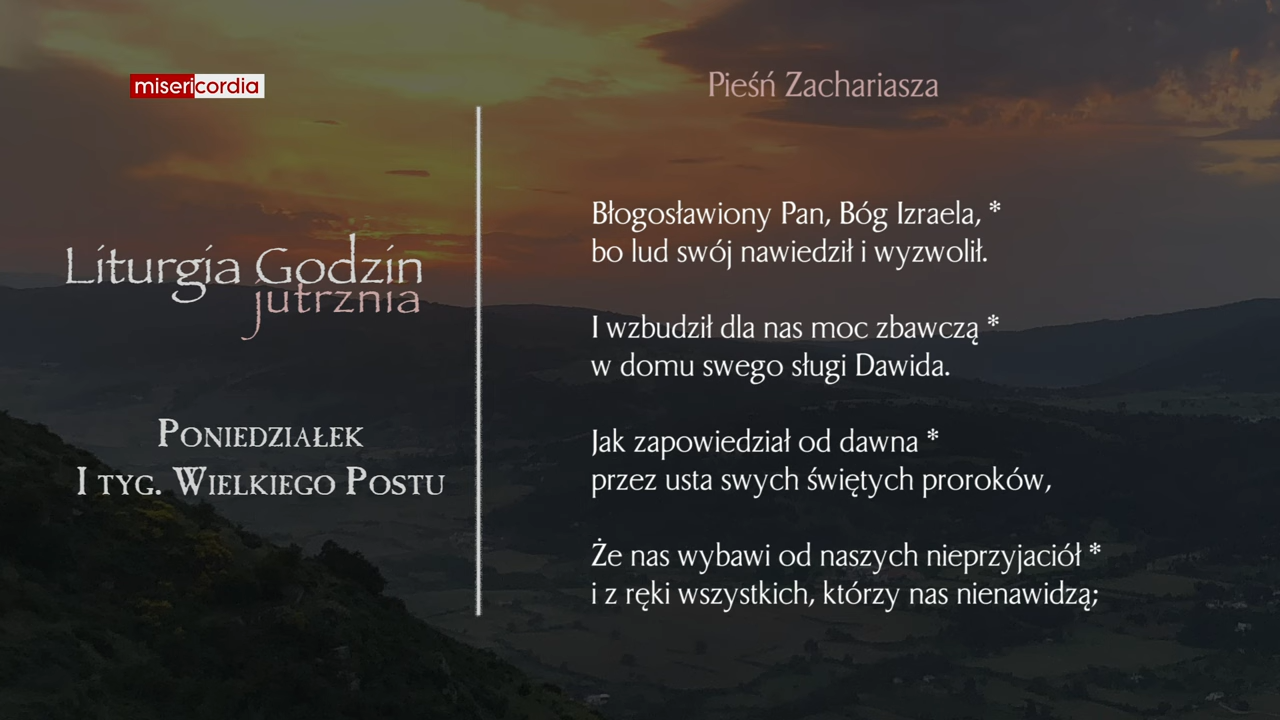 misericordia
Liturgia Godzin
jutrznia
Poniedziałek
I tyg. Wielkiego Postu
Pieśń Zachariasza
Błogosławiony Pan, Bóg Izraela, *
bo lud swój nawiedził i wyzwolił.
I wzbudził dla nas moc zbawczą *
w domu swego sługi Dawida.
Jak zapowiedział od dawna *
przez usta swych świętych proroków,
Że nas wybawi od naszych nieprzyjaciół *
i z ręki wszystkich, którzy nas nienawidzą;